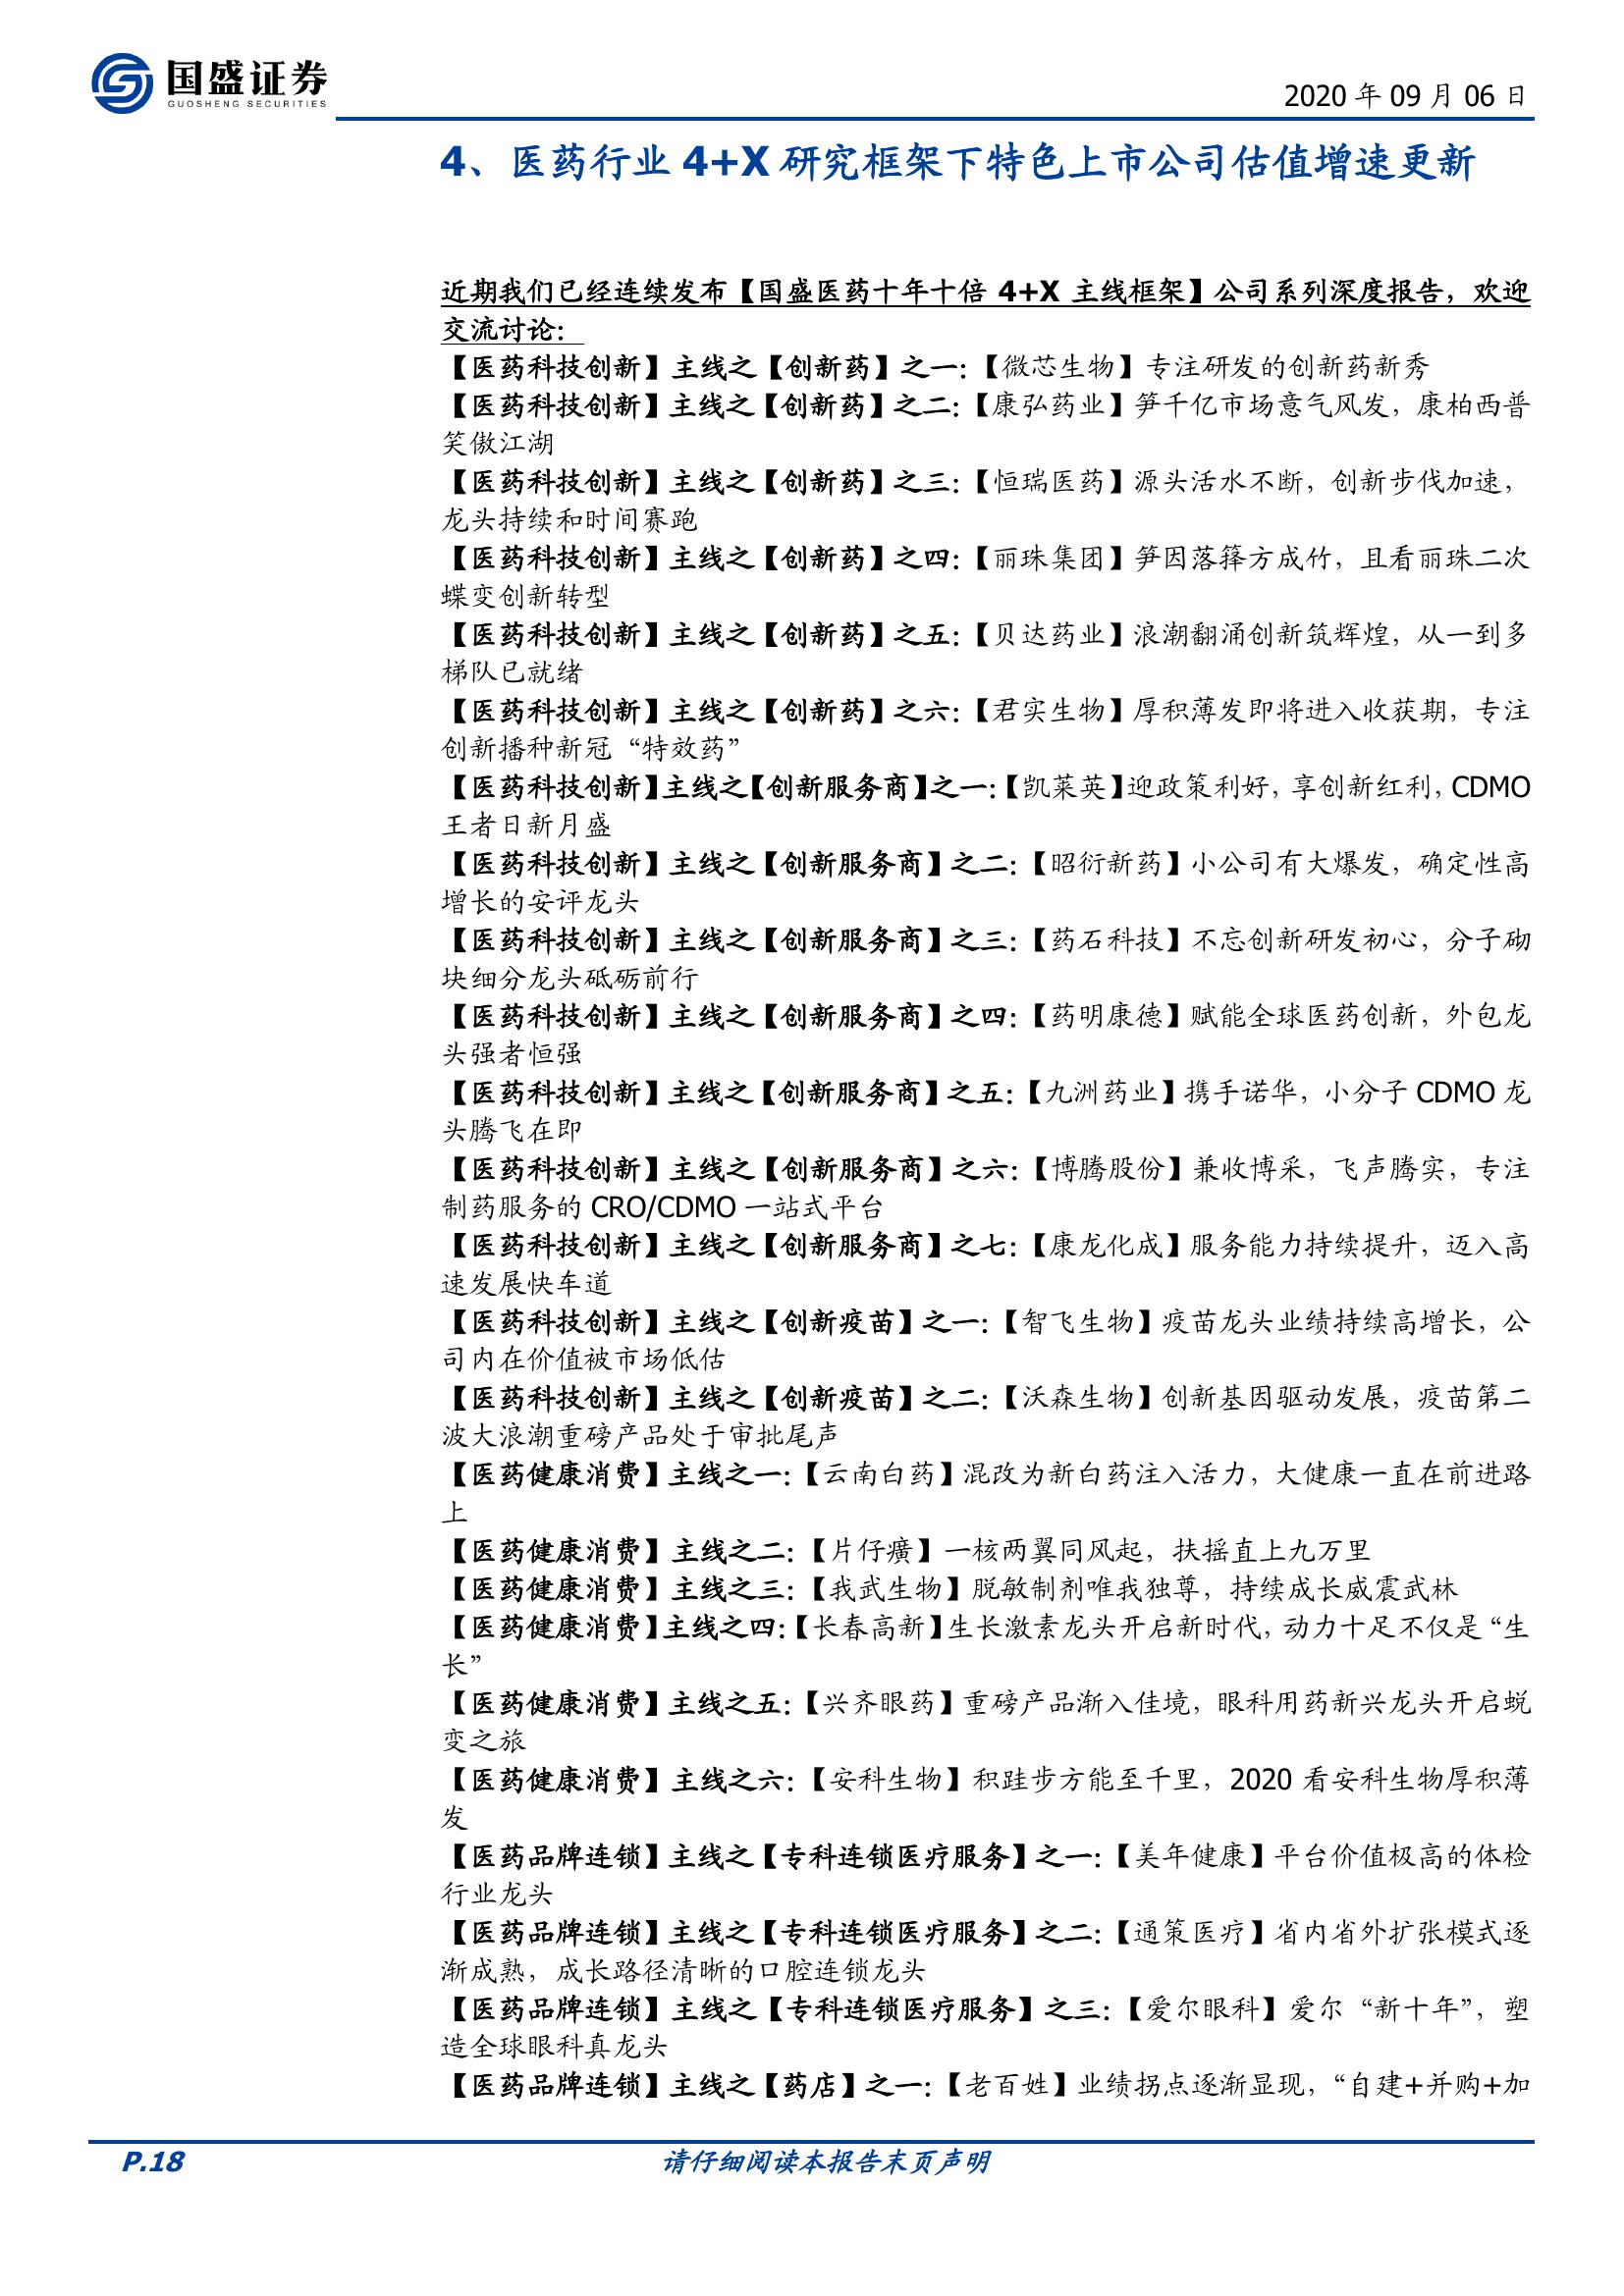 国盛证券
GUOSHENG SECURITIES
2020 年 09 月 06 日
4、医药行业 4+X 研究框架下特色上市公司估值增速更新
近期我们已经连续发布【国盛医药十年十倍 4+X 主线框架】公司系列深度报告，欢迎
交流讨论：
【医药科技创新】主线之【创新药】之一：【微芯生物】专注研发的创新药新秀
【医药科技创新】主线之【创新药】之二：【康弘药业】笋千亿市场意气风发，康柏西普
笑傲江湖
【医药科技创新】主线之【创新药】之三：【恒瑞医药】源头活水不断，创新步伐加速，
龙头持续和时间赛跑
【医药科技创新】主线之【创新药】之四：【丽珠集团】笋因落箨方成竹，且看丽珠二次
蝶变创新转型
【医药科技创新】主线之【创新药】之五：【贝达药业】浪潮翻涌创新筑辉煌，从一到多
梯队已就绪
【医药科技创新】主线之【创新药】之六：【君实生物】厚积薄发即将进入收获期，专注
创新播种新冠“特效药”
【医药科技创新】主线之【创新服务商】之一：【凯莱英】迎政策利好，享创新红利，CDMO
王者日新月盛
【医药科技创新】主线之【创新服务商】之二：【昭衍新药】小公司有大爆发，确定性高
增长的安评龙头
【医药科技创新】主线之【创新服务商】之三：【药石科技】不忘创新研发初心，分子砌
块细分龙头砥砺前行
【医药科技创新】主线之【创新服务商】之四：【药明康德】赋能全球医药创新，外包龙
头强者恒强
【医药科技创新】主线之【创新服务商】之五：【九洲药业】携手诺华，小分子 CDMO 龙
头腾飞在即
【医药科技创新】主线之【创新服务商】之六：【博腾股份】兼收博采，飞声腾实，专注
制药服务的 CRO/CDMO 一站式平台
【医药科技创新】主线之【创新服务商】之七：【康龙化成】服务能力持续提升，迈入高
速发展快车道
【医药科技创新】主线之【创新疫苗】之一：【智飞生物】疫苗龙头业绩持续高增长，公
司内在价值被市场低估
【医药科技创新】主线之【创新疫苗】之二：【沃森生物】创新基因驱动发展，疫苗第二
波大浪潮重磅产品处于审批尾声
【医药健康消费】主线之一：【云南白药】混改为新白药注入活力，大健康一直在前进路
上
【医药健康消费】主线之二：【片仔癀】一核两翼同风起，扶摇直上九万里
【医药健康消费】主线之三：【我武生物】脱敏制剂唯我独尊，持续成长威震武林
【医药健康消费】主线之四：【长春高新】生长激素龙头开启新时代，动力十足不仅是“生
长”
【医药健康消费】主线之五：【兴齐眼药】重磅产品渐入佳境，眼科用药新兴龙头开启蜕
变之旅
【医药健康消费】主线之六：【安科生物】积跬步方能至千里，2020 看安科生物厚积薄
发
【医药品牌连锁】主线之【专科连锁医疗服务】之一：【美年健康】平台价值极高的体检
行业龙头
【医药品牌连锁】主线之【专科连锁医疗服务】之二：【通策医疗】省内省外扩张模式逐
渐成熟，成长路径清晰的口腔连锁龙头
【医药品牌连锁】主线之【专科连锁医疗服务】之三：【爱尔眼科】爱尔“新十年”，塑
造全球眼科真龙头
【医药品牌连锁】主线之【药店】之一：【老百姓】业绩拐点逐渐显现，“自建+并购+加
P.18
请仔细阅读本报告末页声明